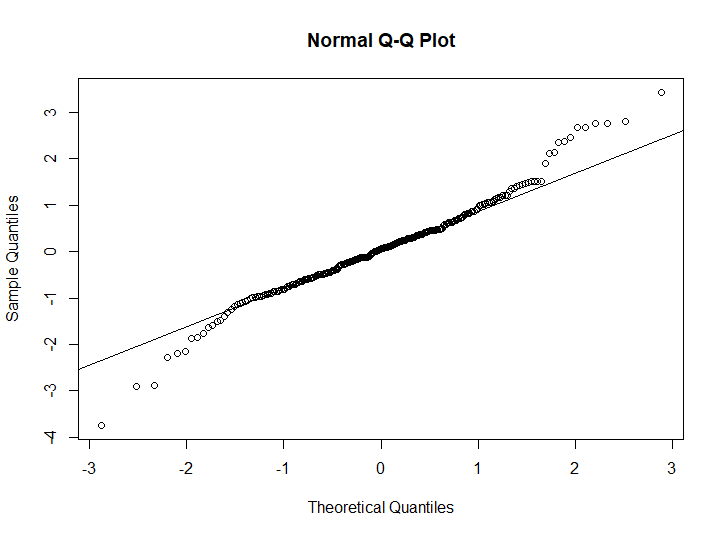 Normal Q-Q Plot
Sample Quantiles
3
2
1
0
-1
-2
-3
-4
-3 -2 -1 0 1 2 3
Theoretical Quantiles